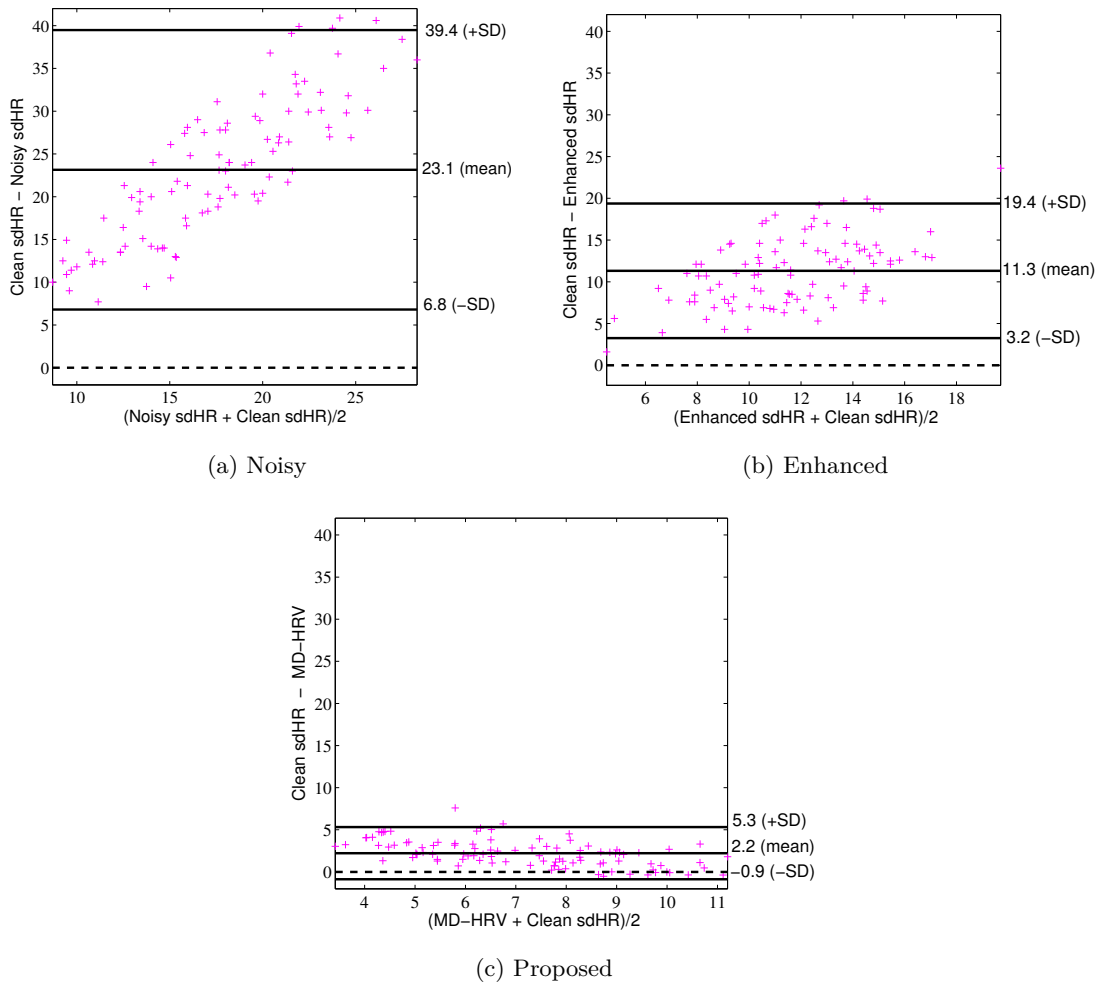 40
35
30
25
20
15
10
5
0
Clean sdHR − Noisy sdHR
39.4 (+SD)
23.1 (mean)
6.8 (−SD)
10 15 20 25
(Noisy sdHR + Clean sdHR)/2
(a) Noisy
40
35
30
25
20
15
10
5
0
Clean sdHR − Enhanced sdHR
19.4 (+SD)
11.3 (mean)
3.2 (−SD)
6 8 10 12 14 16 18
(Enhanced sdHR + Clean sdHR)/2
(b) Enhanced
40
35
30
25
20
15
10
5
0
Clean sdHR − MD−HRV
5.3 (+SD)
2.2 (mean)
−0.9 (−SD)
4 5 6 7 8 9 10 11
(MD−HRV + Clean sdHR)/2
(c) Proposed